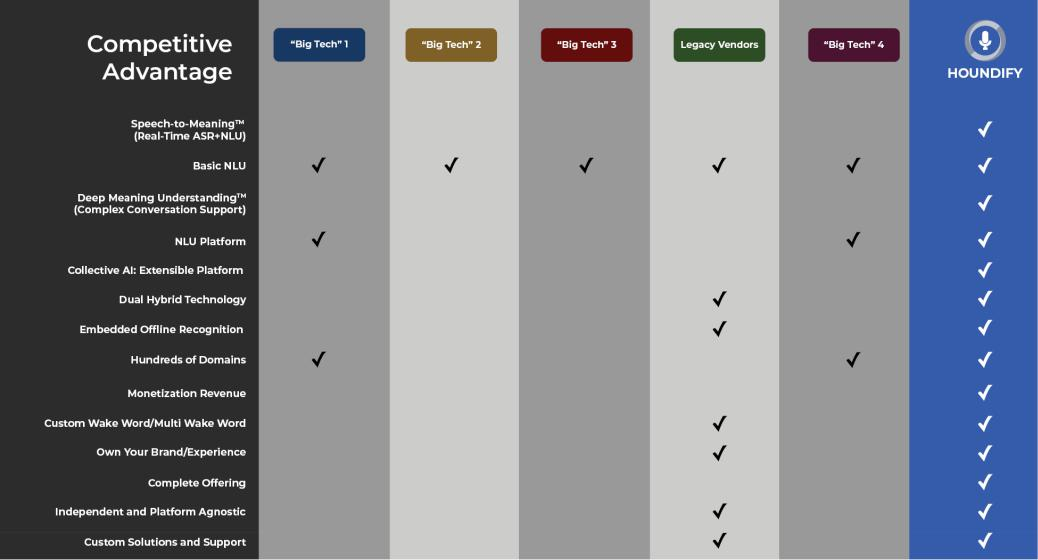 Competitive
Advantage
“Big Tech” 1
“Big Tech” 2
“Big Tech” 3
Legacy Vendors
“Big Tech” 4
HOUNDIFY
Speech-to-Meaning™
(Real-Time ASR+NLU)
Basic NLU
Deep Meaning Understanding™
(Complex Conversation Support)
NLU Platform
Collective AI: Extensible Platform
Dual Hybrid Technology
Embedded Offline Recognition
Hundreds of Domains
Monetization Revenue
Custom Wake Word/Multi Wake Word
Own Your Brand/Experience
Complete Offering
Independent and Platform Agnostic
Custom Solutions and Support